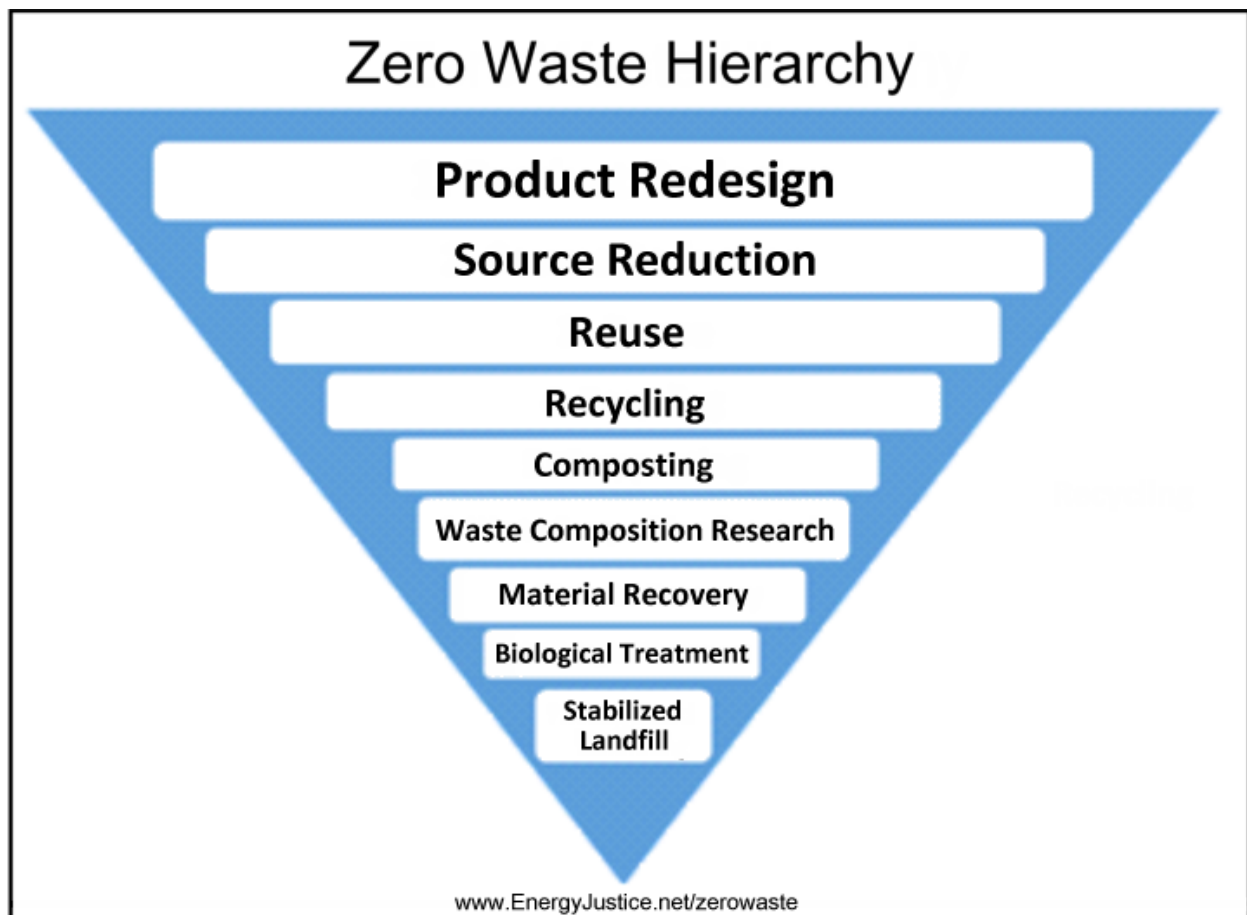 Zero Waste Hierarchy
Product Redesign
Source Reduction
Reuse
Recycling
Composting
Waste Composition Research
Material Recovery
Biological Treatment
Stabilized
Landfill
www.EnergyJustice.net/zerowaste